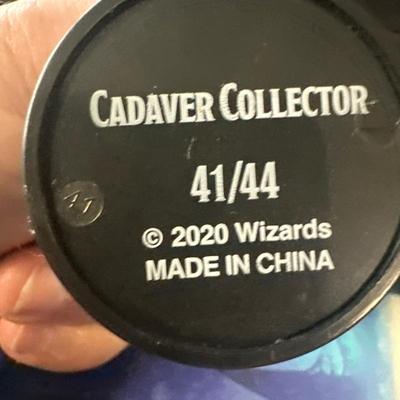 CADAVER COLLECTOR
41/44
© 2020 Wizards
MADE IN CHINA